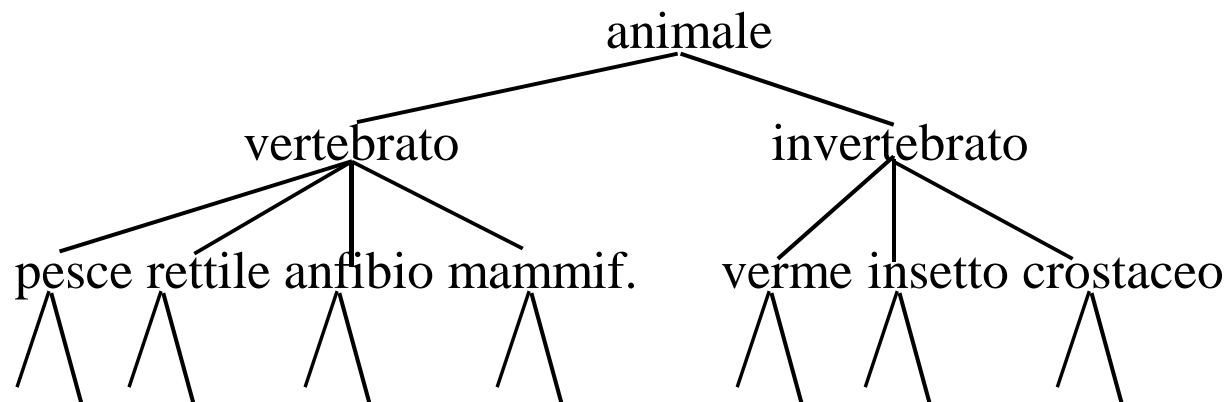 animale
vertebrato invertebrato
pesce rettile anfibio mammif. verme insetto crostaceo